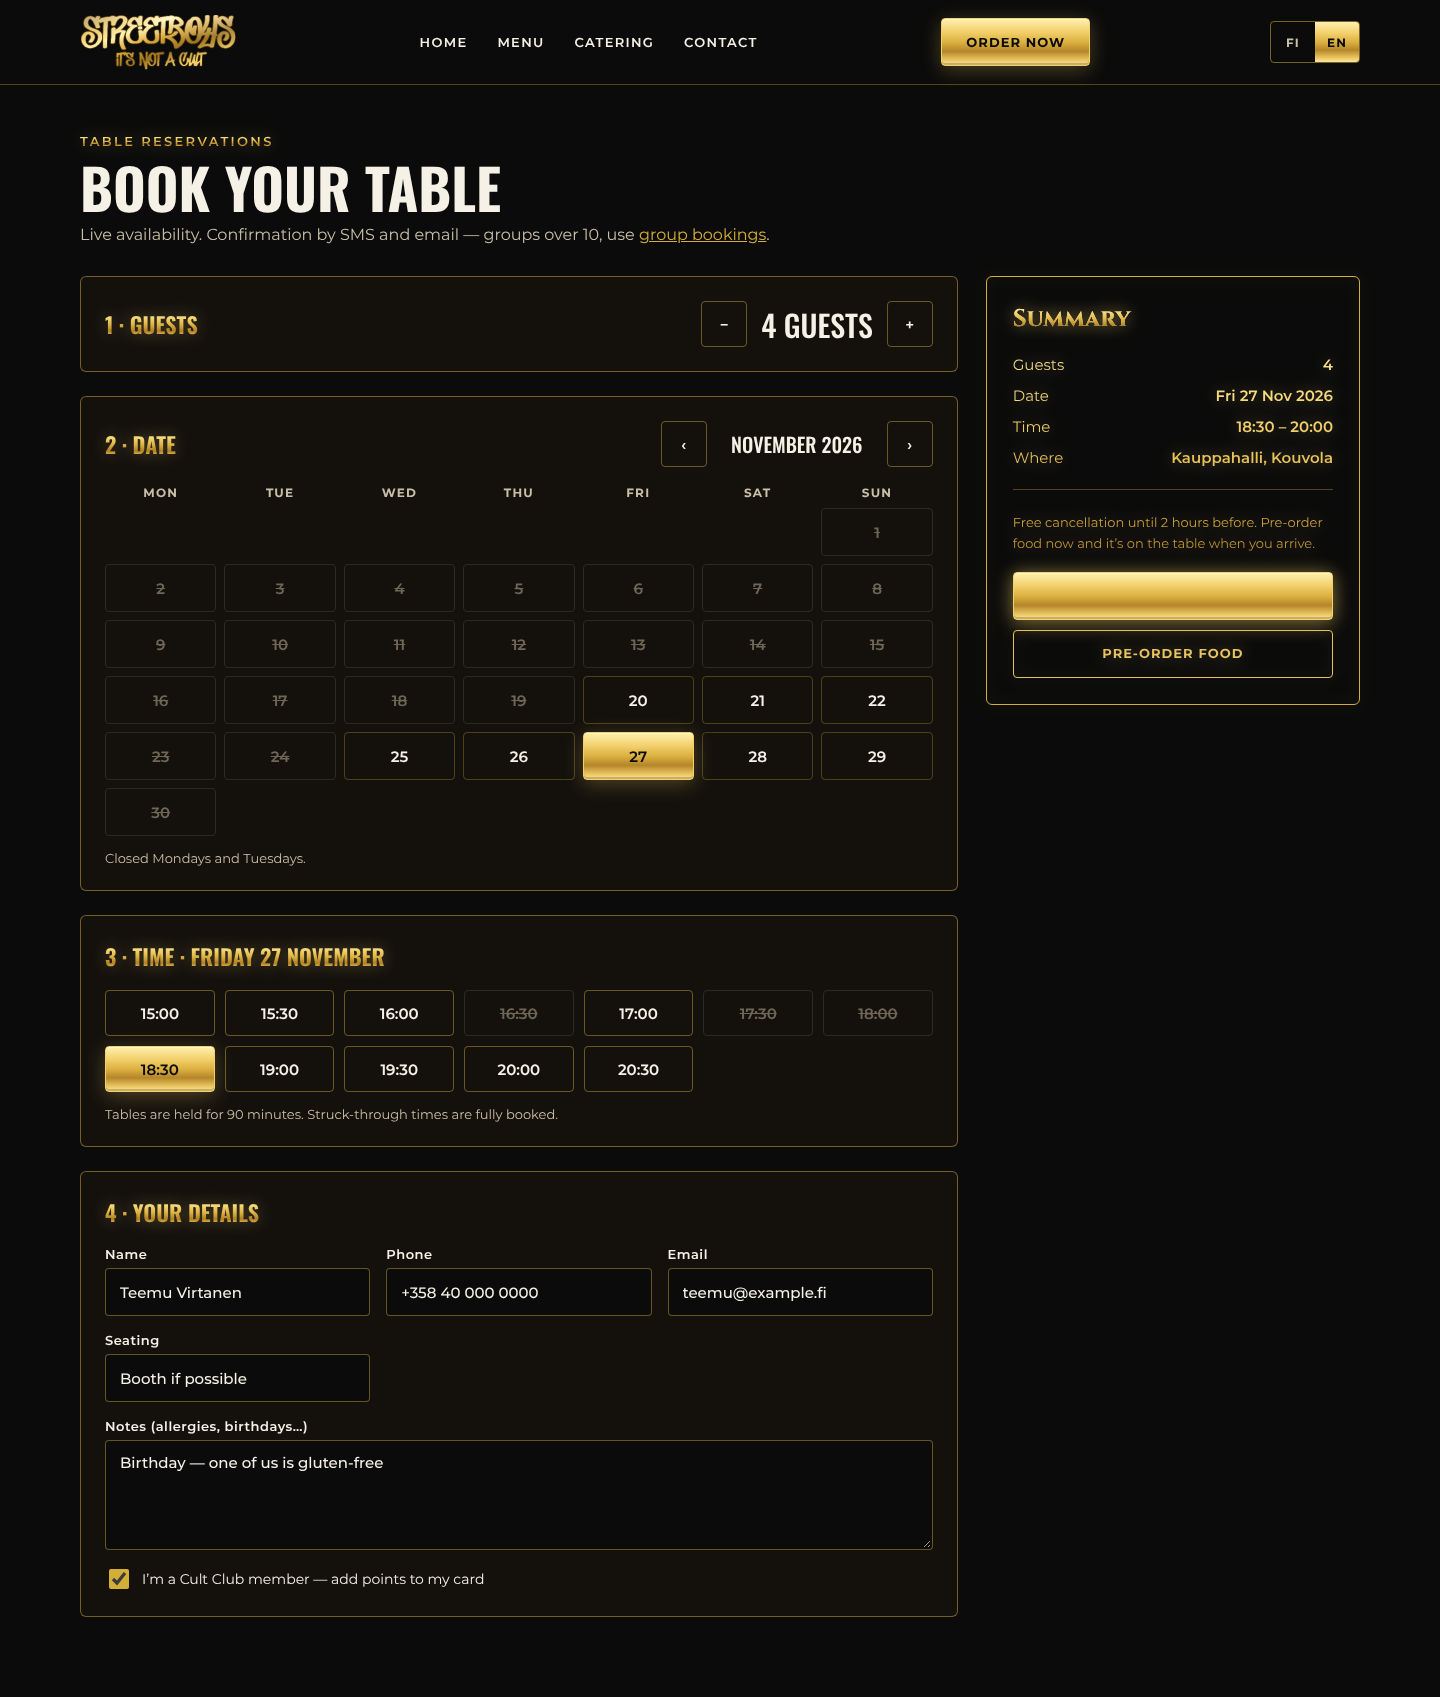 STREETBOYS
IT'S NOT A CULT
HOME MENU CATERING CONTACT
ORDER NOW
FI EN
TABLE RESERVATIONS
BOOK YOUR TABLE
Live availability. Confirmation by SMS and email — groups over 10, use group bookings.
1 · GUESTS
− 4 GUESTS +
2 · DATE
‹ NOVEMBER 2026 ›
MON TUE WED THU FRI SAT SUN
1
2 3 4 5 6 7 8
9 10 11 12 13 14 15
16 17 18 19 20 21 22
23 24 25 26 27 28 29
30
Closed Mondays and Tuesdays.
3 · TIME · FRIDAY 27 NOVEMBER
15:00 15:30 16:00 16:30 17:00 17:30 18:00
18:30 19:00 19:30 20:00 20:30
Tables are held for 90 minutes. Struck-through times are fully booked.
4 · YOUR DETAILS
Name Phone Email
Teemu Virtanen +358 40 000 0000 teemu@example.fi
Seating
Booth if possible
Notes (allergies, birthdays…)
Birthday — one of us is gluten-free
I’m a Cult Club member — add points to my card
SUMMARY
Guests 4
Date Fri 27 Nov 2026
Time 18:30 – 20:00
Where Kauppahalli, Kouvola
Free cancellation until 2 hours before. Pre-order
food now and it’s on the table when you arrive.
PRE-ORDER FOOD